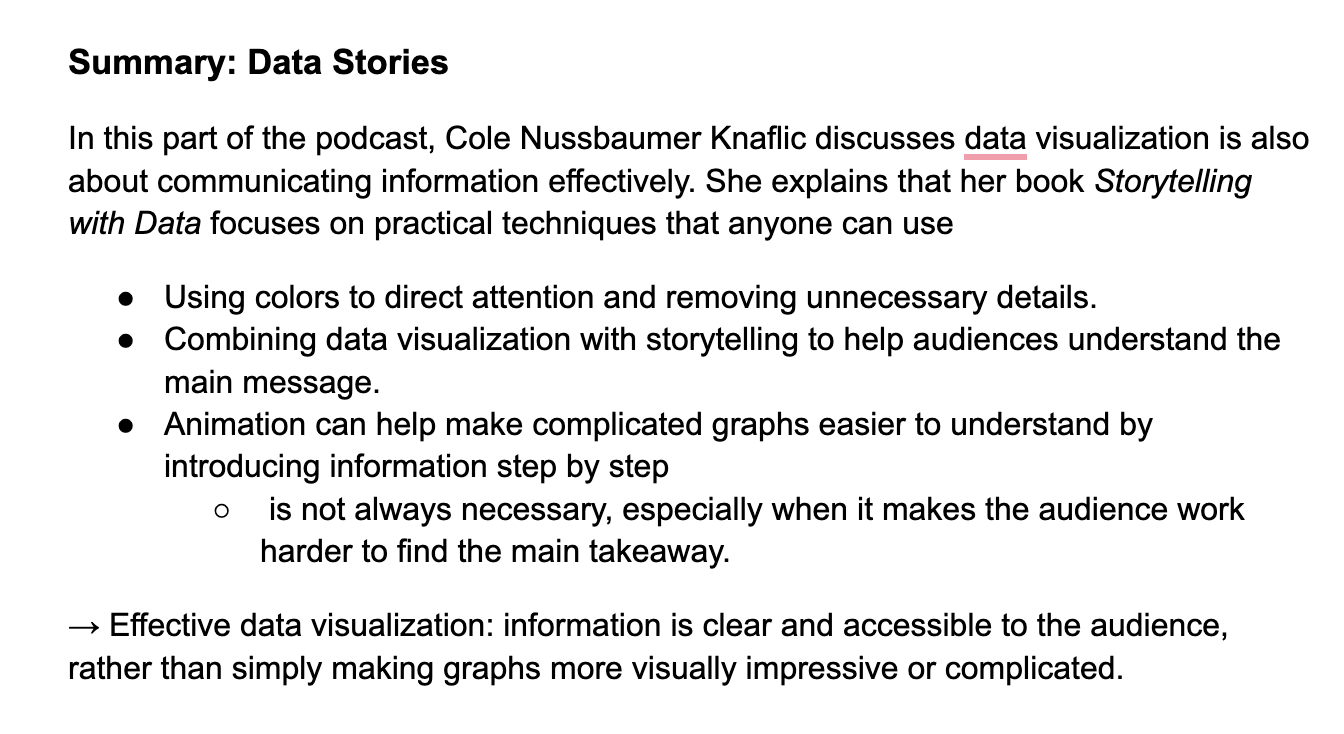 Summary: Data Stories
In this part of the podcast, Cole Nussbaumer Knaflic discusses data visualization is also
about communicating information effectively. She explains that her book Storytelling
with Data focuses on practical techniques that anyone can use
● Using colors to direct attention and removing unnecessary details.
● Combining data visualization with storytelling to help audiences understand the
main message.
● Animation can help make complicated graphs easier to understand by
introducing information step by step
○ is not always necessary, especially when it makes the audience work
harder to find the main takeaway.
→ Effective data visualization: information is clear and accessible to the audience,
rather than simply making graphs more visually impressive or complicated.